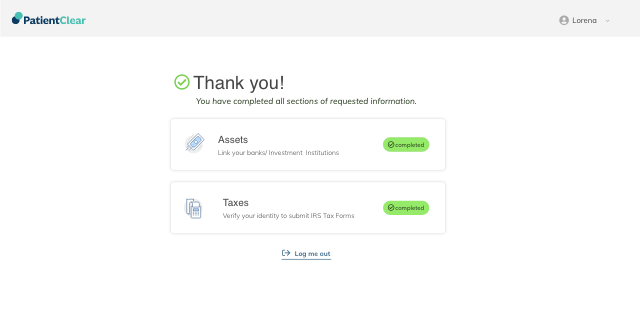 PatientClear
Lorena
Thank you!
You have completed all sections of requested information.
Assets
Link your banks/ Investment Institutions
completed
Taxes
Verify your identity to submit IRS Tax Forms
completed
Log me out